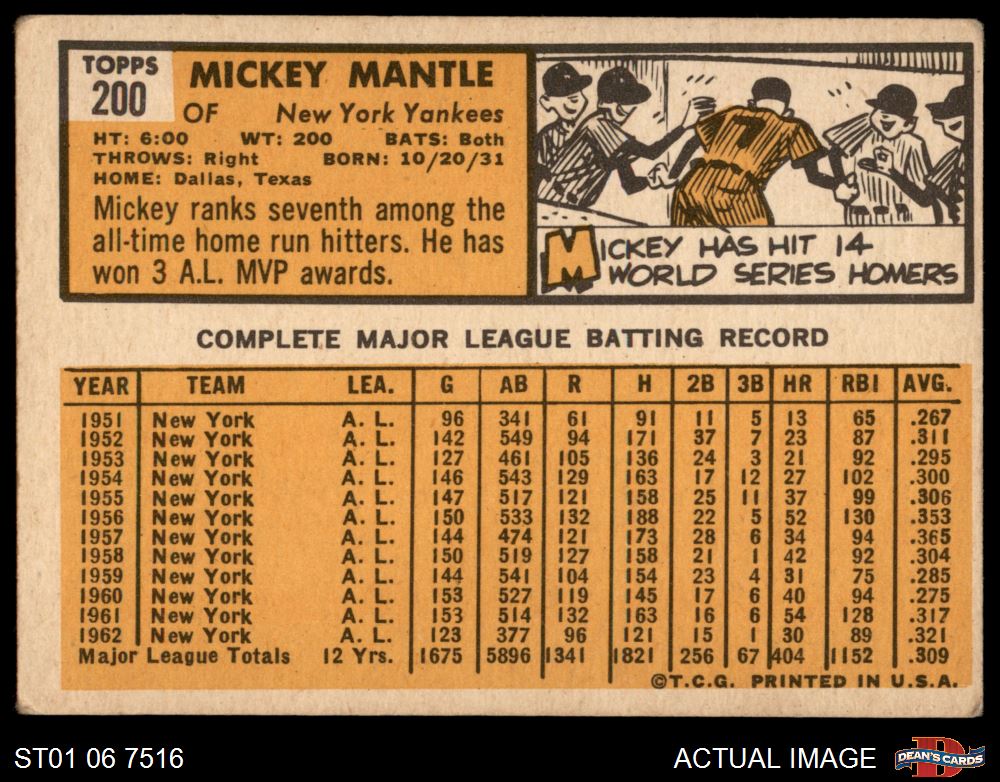 TOPPS
200
MICKEY MANTLE
OF New York Yankees
HT: 6:00 WT: 200 BATS: Both
THROWS: Right BORN: 10/20/31
HOME: Dallas, Texas
Mickey ranks seventh among the
all-time home run hitters. He has
won 3 A.L. MVP awards.
7
MICKEY HAS HIT 14
WORLD SERIES HOMERS
COMPLETE MAJOR LEAGUE BATTING RECORD
YEAR TEAM LEA. G AB R H 2B 3B HR RBI AVG.
1951 New York A. L. 96 341 61 91 11 5 13 65 .267
1952 New York A. L. 142 549 94 171 37 7 23 87 .311
1953 New York A. L. 127 461 105 136 24 3 21 92 .295
1954 New York A. L. 146 543 129 163 17 12 27 102 .300
1955 New York A. L. 147 517 121 158 25 11 37 99 .306
1956 New York A. L. 150 533 132 188 22 5 52 130 .353
1957 New York A. L. 144 474 121 173 28 6 34 94 .365
1958 New York A. L. 150 519 127 158 21 1 42 92 .304
1959 New York A. L. 144 541 104 154 23 4 31 75 .285
1960 New York A. L. 153 527 119 145 17 6 40 94 .275
1961 New York A. L. 153 514 132 163 16 6 54 128 .317
1962 New York A. L. 123 377 96 121 15 1 30 89 .321
Major League Totals 12 Yrs. 1675 5896 1341 1821 256 67 404 1152 .309
©T.C.G. PRINTED IN U.S.A.
ST01 06 7516
ACTUAL IMAGE
D
DEAN'S CARDS